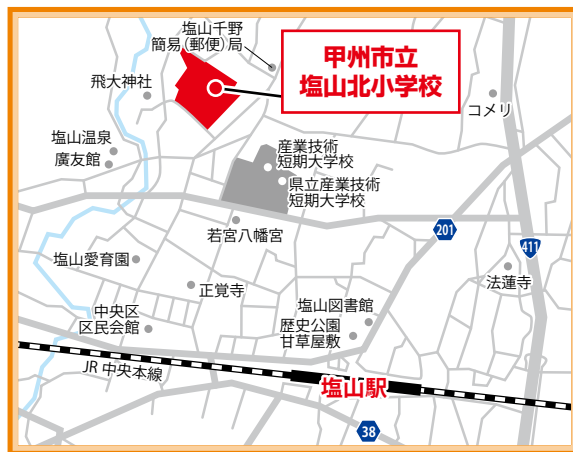 塩山千野
簡易(郵便)局
甲州市立
塩山北小学校
飛大神社
コメリ
塩山温泉
廣友館
産業技術
短期大学校
県立産業技術
短期大学校
若宮八幡宮
201
411
塩山愛育園
法蓮寺
正覚寺
中央区
区民会館
塩山図書館
歴史公園
甘草屋敷
JR 中央本線
塩山駅
38